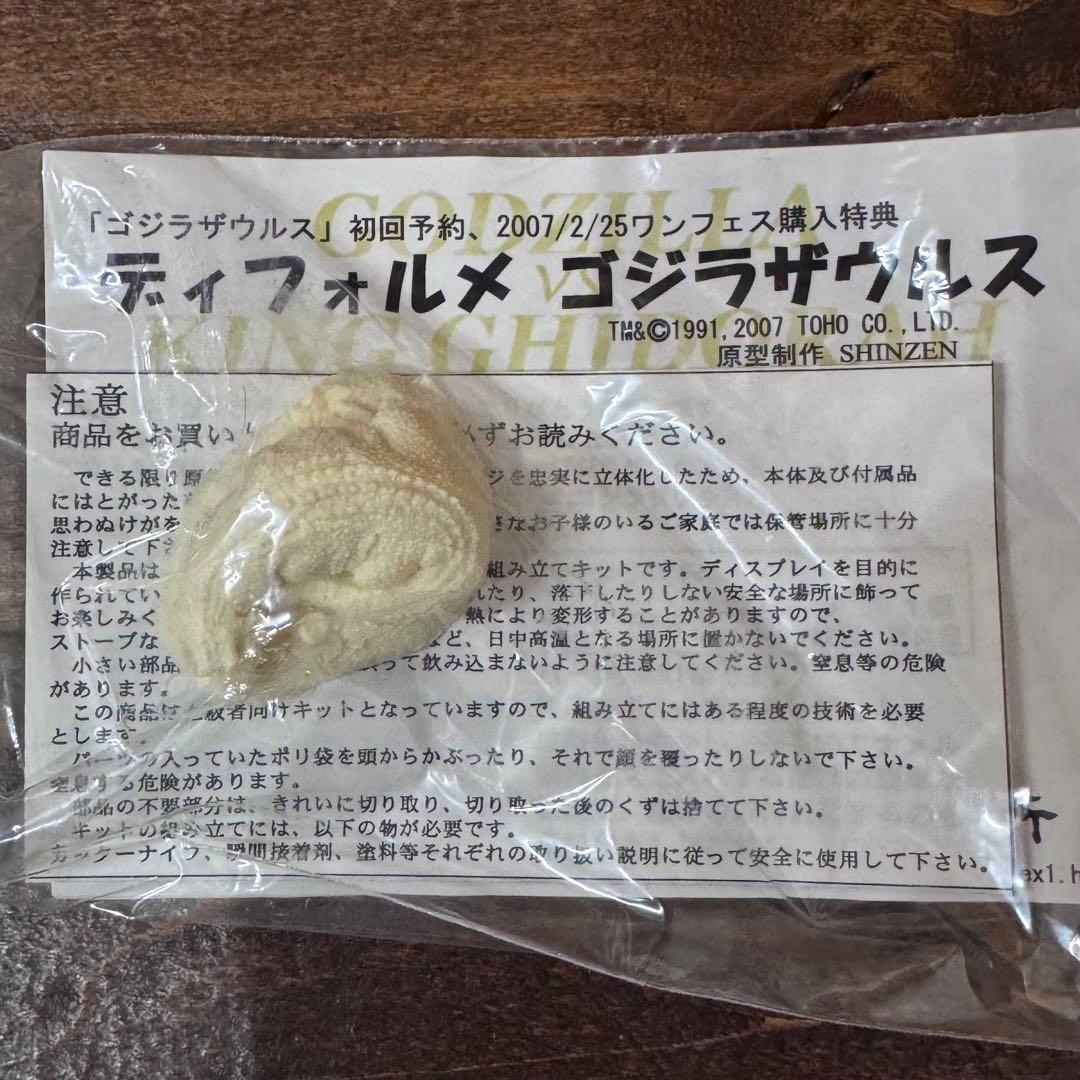 GODZILLA
VS
KING GHIDORAH
「ゴジラザウルス」初回予約、2007/2/25ワンフェス購入特典
ディフォルメ ゴジラザウルス
TM&©1991,2007 TOHO CO.,LTD.
原型制作 SHINZEN
注意
商品をお買い ずお読みください。
できる限り原 ジを忠実に立体化したため、本体及び付属品
にはとがった
思わぬけがを さなお子様のいるご家庭では保管場所に十分
注意して下さ
本製品は 組み立てキットです。ディスプレイを目的に
作られてい れたり、落下したりしない安全な場所に飾って
お楽しみく 熱により変形することがありますので、
ストーブな ど、日中高温となる場所に置かないでください。
小さい部品 って飲み込まないように注意してください。窒息等の危険
があります。
この商品は上級者向けキットとなっていますので、組み立てにはある程度の技術を必要
とします。
パーツの入っていたポリ袋を頭からかぶったり、それで顔を覆ったりしないで下さい。
窒息する危険があります。
部品の不要部分は、きれいに切り取り、切り取った後のくずは捨てて下さい。
キットの組み立てには、以下の物が必要です。
カッターナイフ、瞬間接着剤、塗料等それぞれの取り扱い説明に従って安全に使用して下さい。
ax1.h